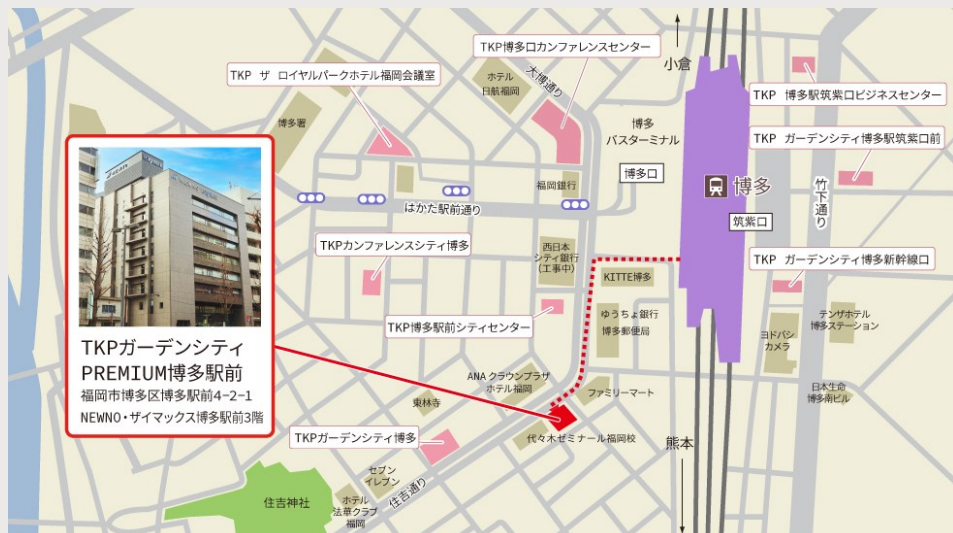 TKP博多口カンファレンスセンター
小倉
TKP ザ ロイヤルパークホテル福岡会議室
ホテル
日航福岡
大博通り
TKP 博多駅筑紫口ビジネスセンター
博多署
博多
バスターミナル
TKP ガーデンシティ博多駅筑紫口前
博多口
福岡銀行
博多
竹下通り
はかた駅前通り
筑紫口
TKPカンファレンスシティ博多
西日本
シティ銀行
(工事中)
TKP ガーデンシティ博多新幹線口
KITTE博多
TKP博多駅前シティセンター
ゆうちょ銀行
博多郵便局
ヨドバシ
カメラ
テンザホテル
博多ステーション
TKPガーデンシティ
PREMIUM博多駅前
福岡市博多区博多駅前4-2-1
NEWNO・ザイマックス博多駅前3階
ANAクラウンプラザ
ホテル福岡
ファミリーマート
日本生命
博多南ビル
東林寺
TKPガーデンシティ博多
代々木ゼミナール福岡校
熊本
セブン
イレブン
住吉通り
住吉神社
ホテル
法華クラブ
福岡